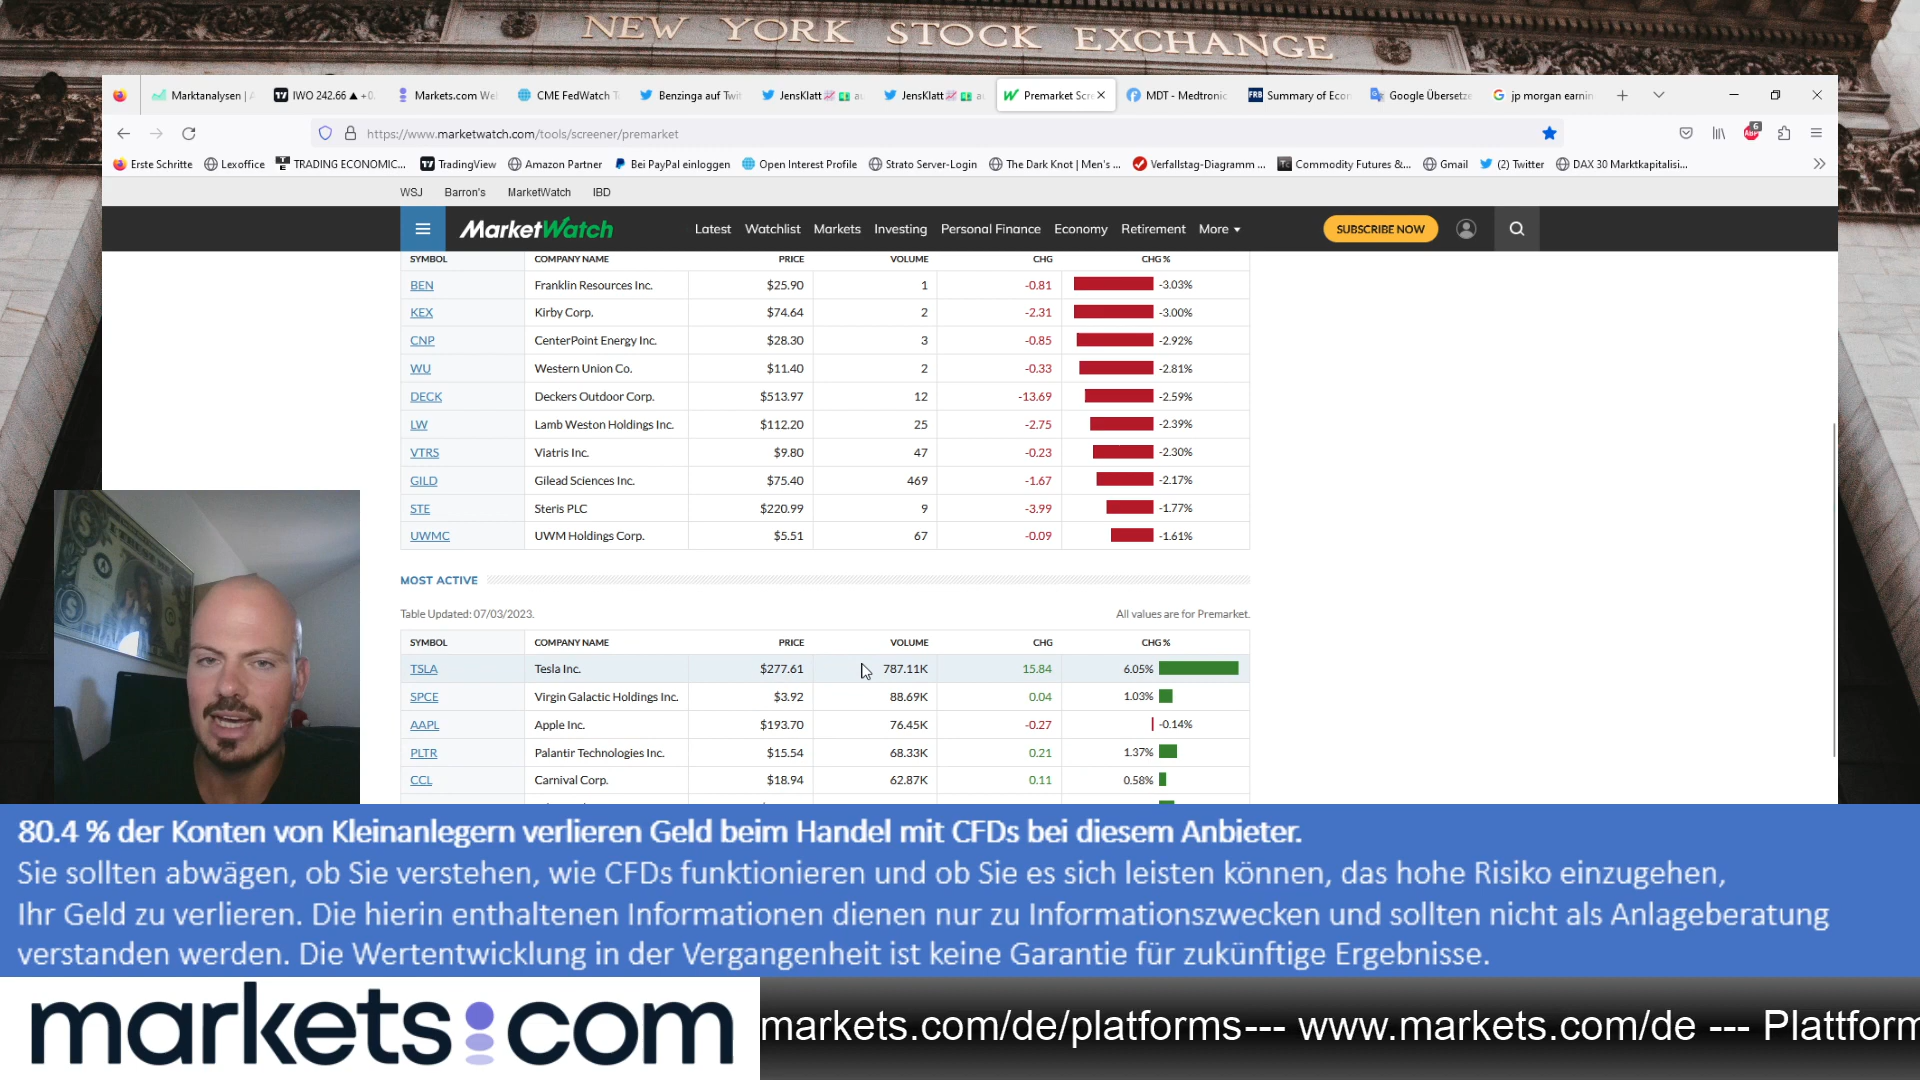 NEW YORK STOCK EXCHANGE
Marktanalysen |
IWO 242.66 ▲ +0.
Markets.com We
CME FedWatch T
Benzinga auf Twit
JensKlatt📈💵 au
JensKlatt📈💵 au
Premarket Scr
MDT - Medtronic
Summary of Econ
Google Übersetze
jp morgan earnin
https://www.marketwatch.com/tools/screener/premarket
6
Erste Schritte
Lexoffice
TRADING ECONOMIC...
TradingView
Amazon Partner
Bei PayPal einloggen
Open Interest Profile
Strato Server-Login
The Dark Knot | Men's ...
Verfallstag-Diagramm ...
Commodity Futures &...
Gmail
(2) Twitter
DAX 30 Marktkapitalisi...
WSJ Barron's MarketWatch IBD
MarketWatch Latest Watchlist Markets Investing Personal Finance Economy Retirement More SUBSCRIBE NOW
SYMBOL COMPANY NAME PRICE VOLUME CHG CHG %
BEN Franklin Resources Inc. $25.90 1 -0.81 -3.03%
KEX Kirby Corp. $74.64 2 -2.31 -3.00%
CNP CenterPoint Energy Inc. $28.30 3 -0.85 -2.92%
WU Western Union Co. $11.40 2 -0.33 -2.81%
DECK Deckers Outdoor Corp. $513.97 12 -13.69 -2.59%
LW Lamb Weston Holdings Inc. $112.20 25 -2.75 -2.39%
VTRS Viatris Inc. $9.80 47 -0.23 -2.30%
GILD Gilead Sciences Inc. $75.40 469 -1.67 -2.17%
STE Steris PLC $220.99 9 -3.99 -1.77%
UWMC UWM Holdings Corp. $5.51 67 -0.09 -1.61%
MOST ACTIVE
Table Updated: 07/03/2023. All values are for Premarket.
SYMBOL COMPANY NAME PRICE VOLUME CHG CHG %
TSLA Tesla Inc. $277.61 787.11K 15.84 6.05%
SPCE Virgin Galactic Holdings Inc. $3.92 88.69K 0.04 1.03%
AAPL Apple Inc. $193.70 76.45K -0.27 -0.14%
PLTR Palantir Technologies Inc. $15.54 68.33K 0.21 1.37%
CCL Carnival Corp. $18.94 62.87K 0.11 0.58%
80.4 % der Konten von Kleinanlegern verlieren Geld beim Handel mit CFDs bei diesem Anbieter.
Sie sollten abwägen, ob Sie verstehen, wie CFDs funktionieren und ob Sie es sich leisten können, das hohe Risiko einzugehen,
Ihr Geld zu verlieren. Die hierin enthaltenen Informationen dienen nur zu Informationszwecken und sollten nicht als Anlageberatung
verstanden werden. Die Wertentwicklung in der Vergangenheit ist keine Garantie für zukünftige Ergebnisse.
markets.com
markets.com/de/platforms--- www.markets.com/de --- Plattform